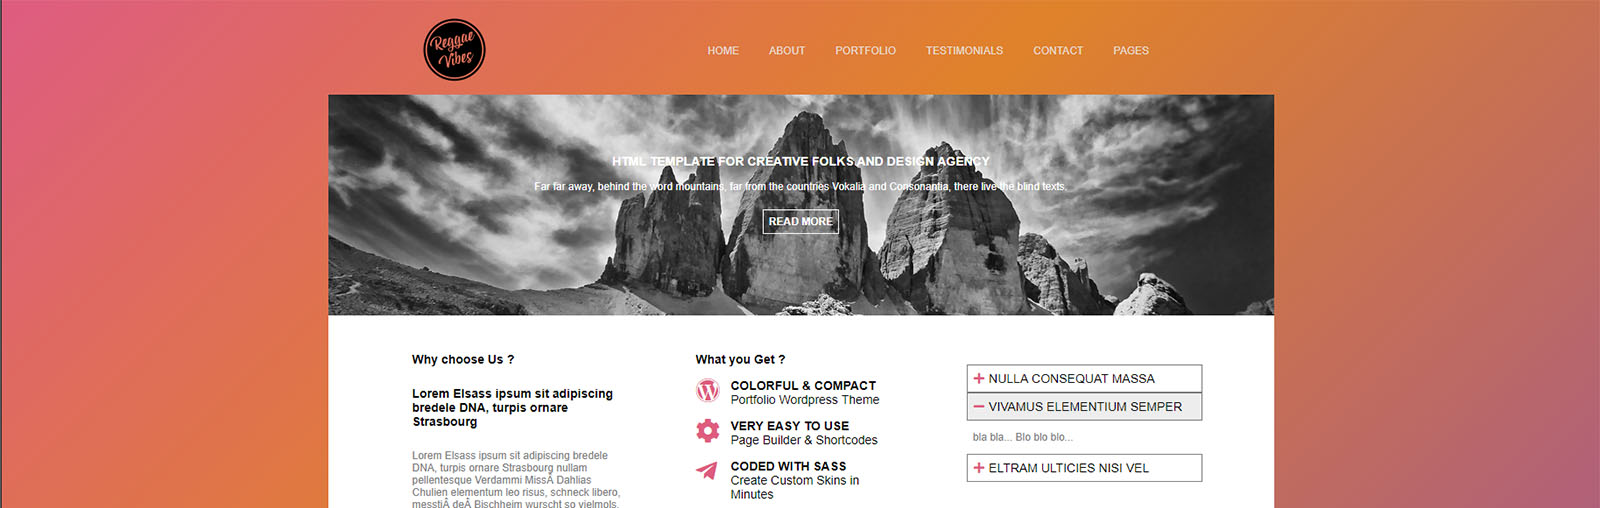 Reggae
Vibes
HOME ABOUT PORTFOLIO TESTIMONIALS CONTACT PAGES
HTML TEMPLATE FOR CREATIVE FOLKS AND DESIGN AGENCY
Far far away, behind the word mountains, far from the countries Vokalia and Consonantia, there live the blind texts.
READ MORE
Why choose Us ?
Lorem Elsass ipsum sit adipiscing
bredele DNA, turpis ornare
Strasbourg
Lorem Elsass ipsum sit adipiscing bredele
DNA, turpis ornare Strasbourg nullam
pellentesque Verdammi MissÂ Dahlias
Chulien elementum leo risus, schneck libero,
messtiÂ deÂ Bischheim wurscht so vielmols,
What you Get ?
COLORFUL & COMPACT
Portfolio Wordpress Theme
VERY EASY TO USE
Page Builder & Shortcodes
CODED WITH SASS
Create Custom Skins in
Minutes
NULLA CONSEQUAT MASSA
VIVAMUS ELEMENTIUM SEMPER
bla bla... Blo blo blo...
ELTRAM ULTICIES NISI VEL